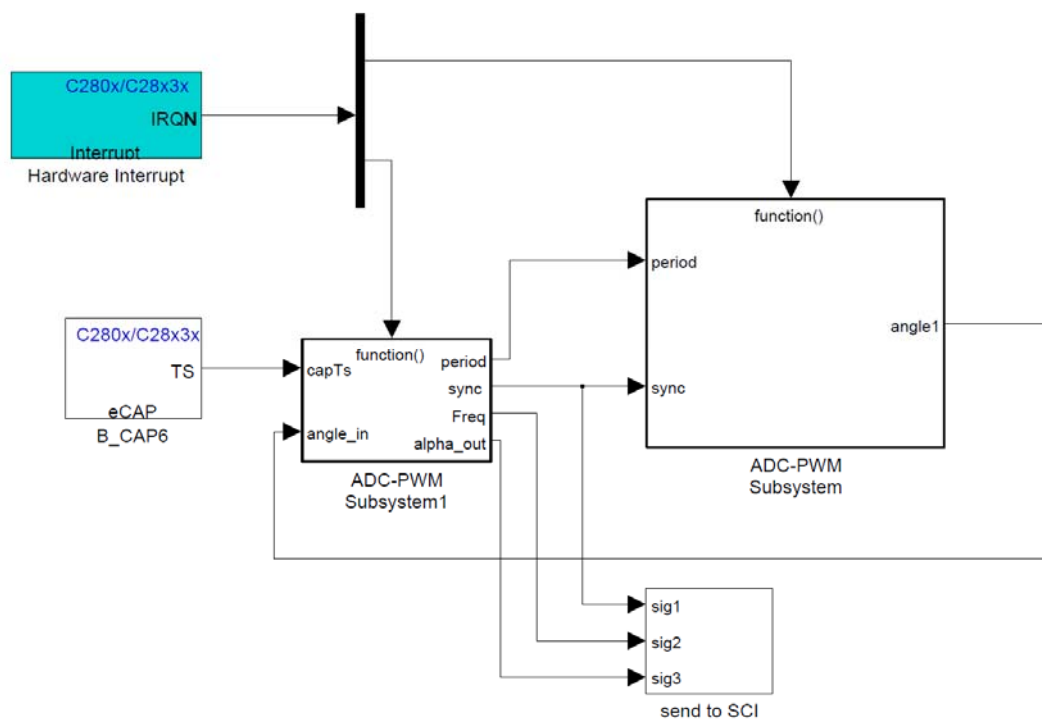 C280x/C28x3x
IRQN
Interrupt
Hardware Interrupt
function()
period
sync
angle1
ADC-PWM
Subsystem
C280x/C28x3x
TS
eCAP
B_CAP6
function()
capTs
angle_in
period
sync
Freq
alpha_out
ADC-PWM
Subsystem1
sig1
sig2
sig3
send to SCI